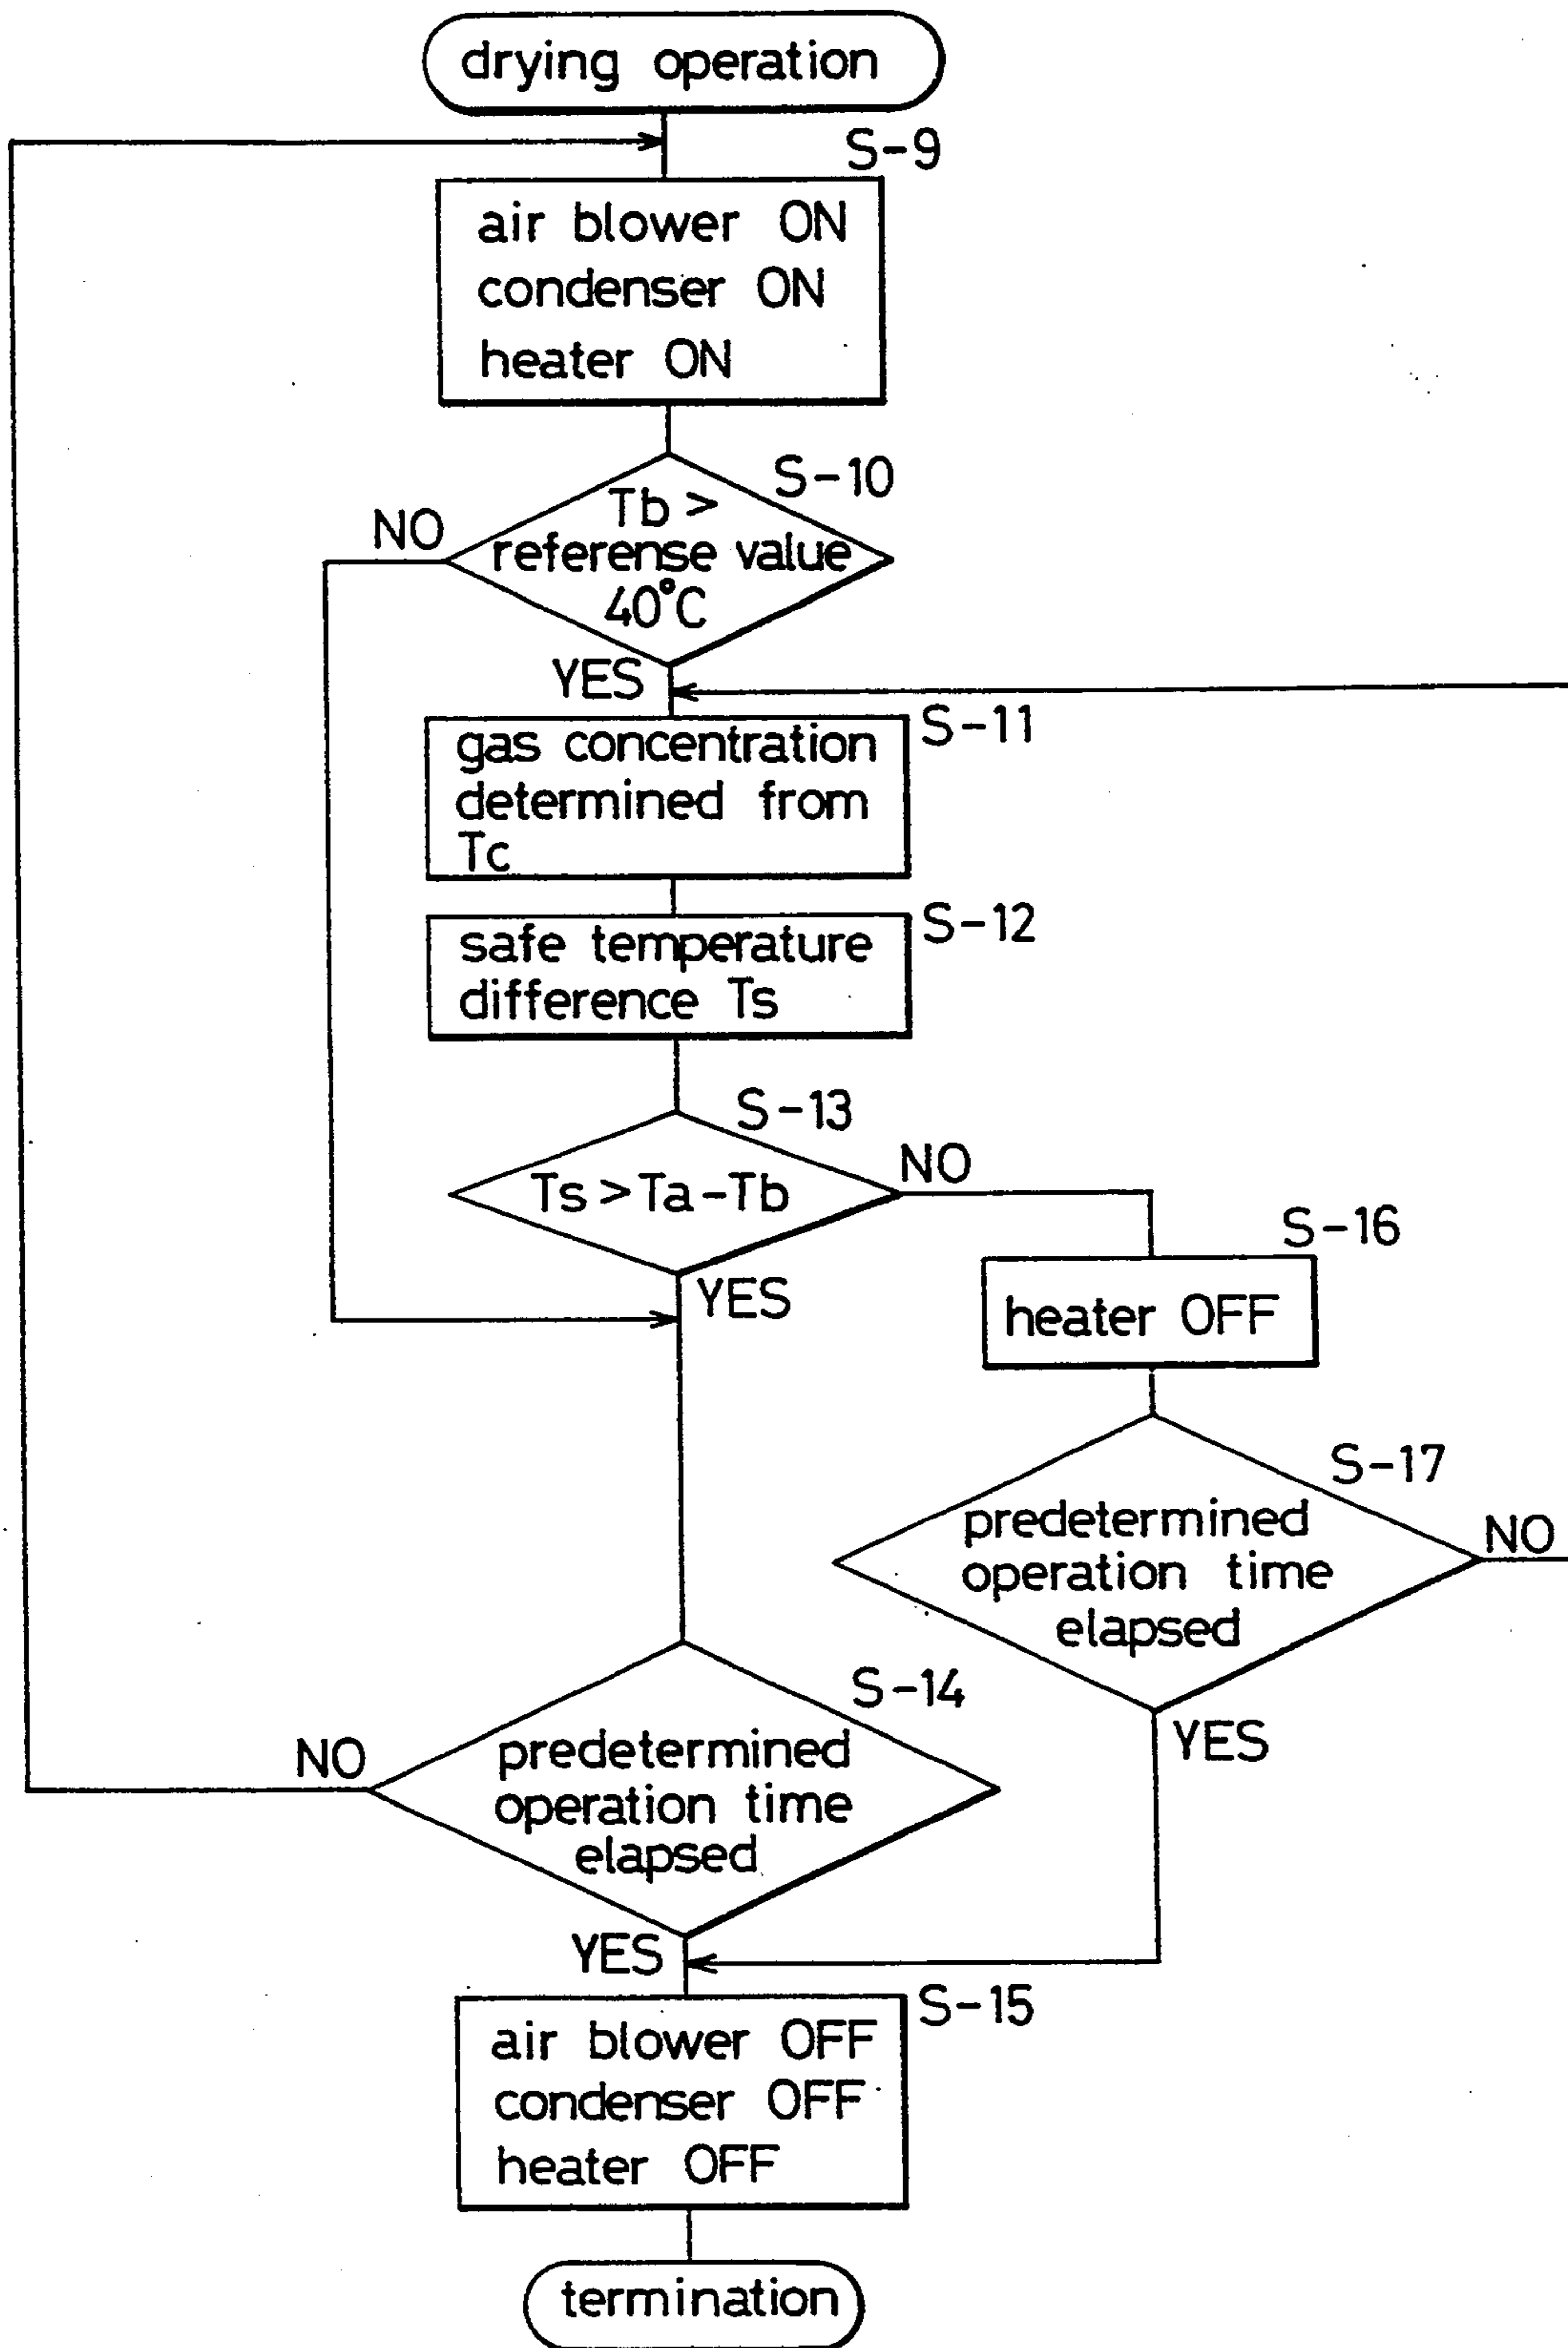 drying operation
S-9
air blower ON
condenser ON
heater ON
S-10
Tb >
referense value
40°C
NO
YES
S-11
gas concentration
determined from
Tc
S-12
safe temperature
difference Ts
S-13
Ts > Ta - Tb
NO
YES
S-16
heater OFF
S-17
predetermined
operation time
elapsed
NO
YES
S-14
predetermined
operation time
elapsed
NO
YES
S-15
air blower OFF
condenser OFF
heater OFF
termination